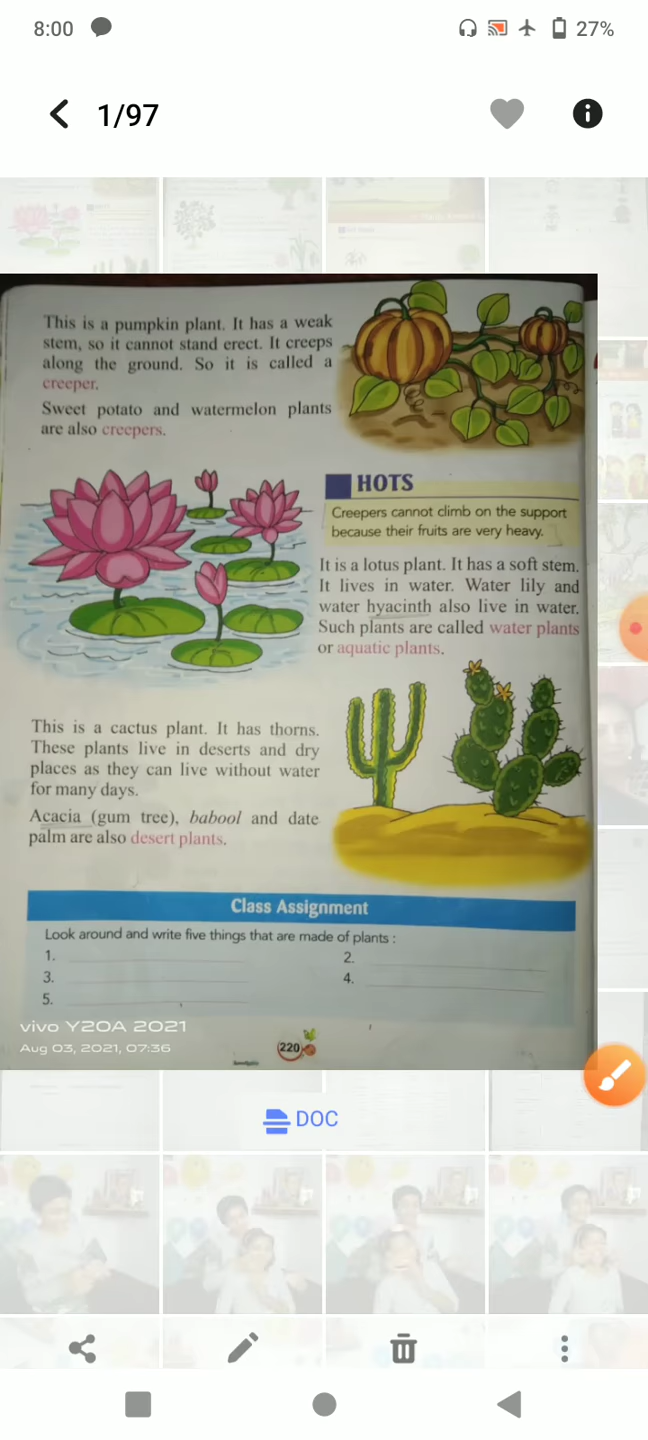 8:00
27%
1/97
This is a pumpkin plant. It has a weak
stem, so it cannot stand erect. It creeps
along the ground. So it is called a
creeper.
Sweet potato and watermelon plants
are also creepers.
HOTS
Creepers cannot climb on the support
because their fruits are very heavy.
It is a lotus plant. It has a soft stem.
It lives in water. Water lily and
water hyacinth also live in water.
Such plants are called water plants
or aquatic plants.
This is a cactus plant. It has thorns.
These plants live in deserts and dry
places as they can live without water
for many days.
Acacia (gum tree), babool and date
palm are also desert plants.
Class Assignment
Look around and write five things that are made of plants :
1.
2.
3.
4.
5.
vivo Y20A 2021
Aug 03, 2021, 07:36
220
DOC